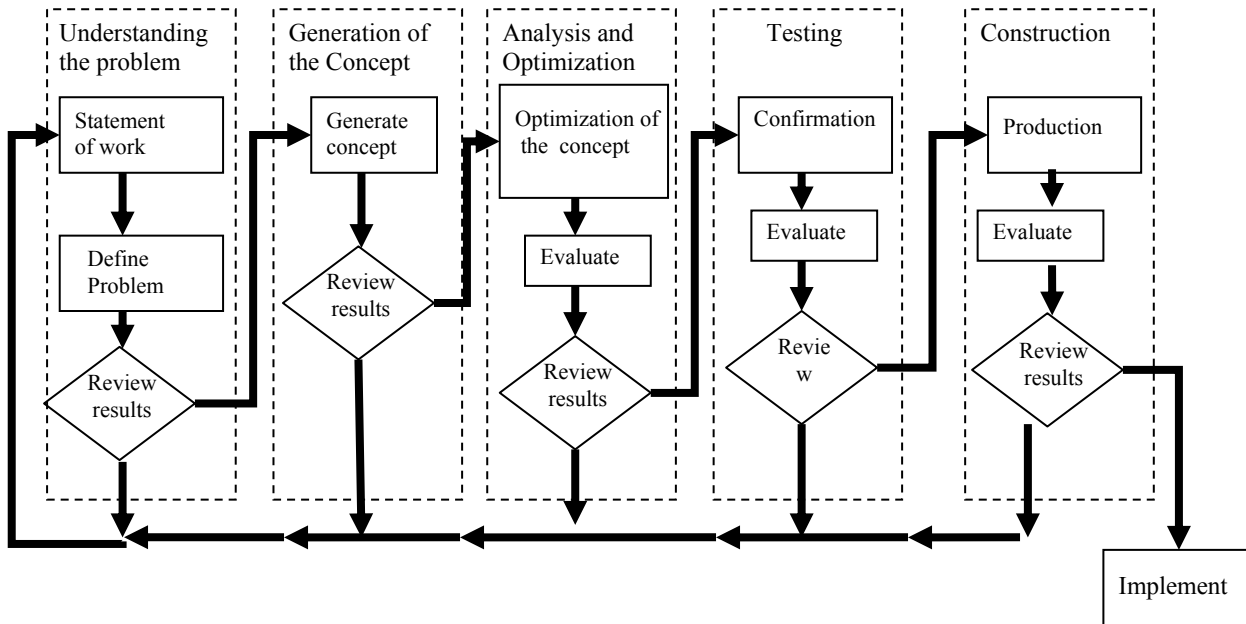 Understanding
the problem
Statement
of work
Define
Problem
Review
results
Generation of
the Concept
Generate
concept
Review
results
Analysis and
Optimization
Optimization of
the concept
Evaluate
Review
results
Testing
Confirmation
Evaluate
Revie
w
Construction
Production
Evaluate
Review
results
Implement